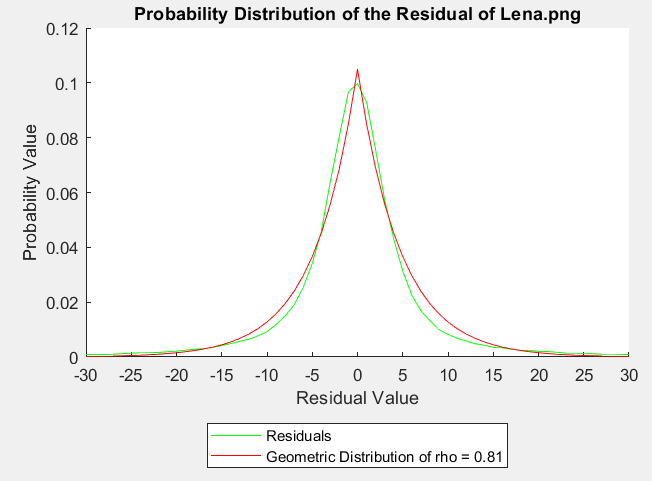 Probability Distribution of the Residual of Lena.png
0.12
0.1
0.08
0.06
0.04
0.02
0
-30 -25 -20 -15 -10 -5 0 5 10 15 20 25 30
Probability Value
Residual Value
Residuals
Geometric Distribution of rho = 0.81